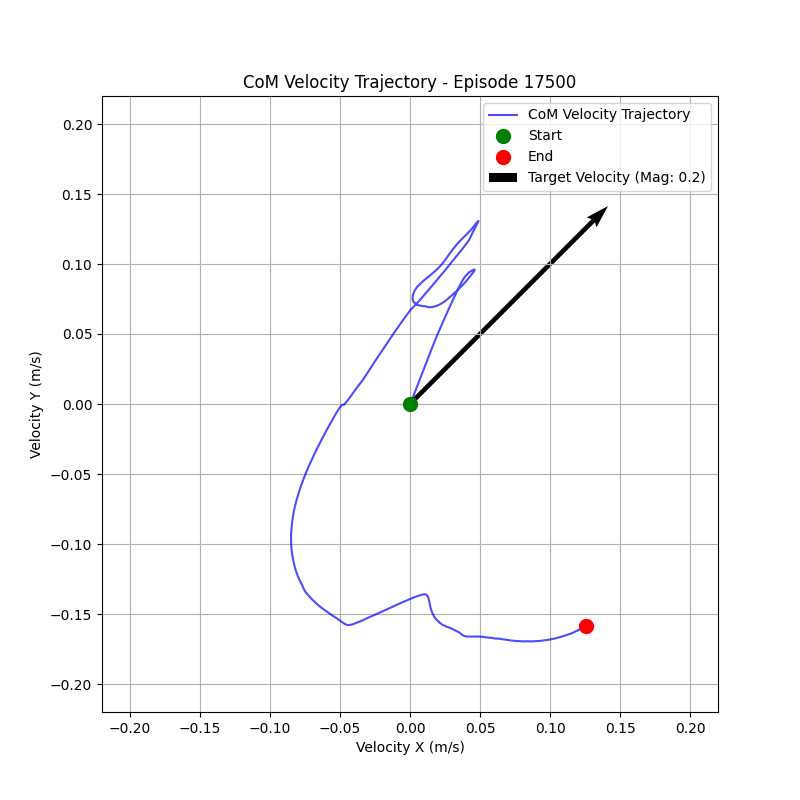 CoM Velocity Trajectory - Episode 17500
CoM Velocity Trajectory
Start
End
Target Velocity (Mag: 0.2)
0.20
0.15
0.10
0.05
0.00
−0.05
−0.10
−0.15
−0.20
Velocity Y (m/s)
−0.20 −0.15 −0.10 −0.05 0.00 0.05 0.10 0.15 0.20
Velocity X (m/s)